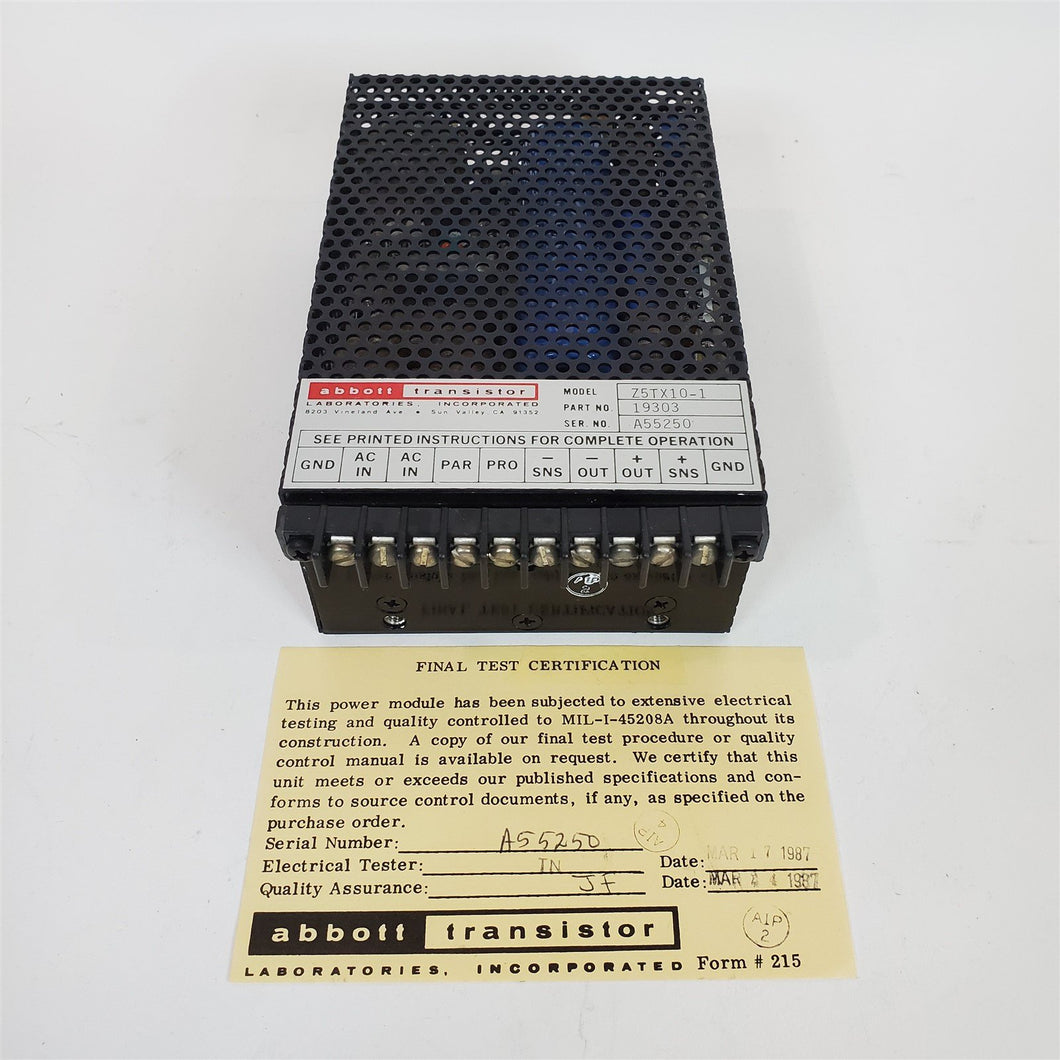 abbott transistor
LABORATORIES, INCORPORATED
8203 Vineland Ave. • Sun Valley, CA 91352
MODEL Z5TX10-1
PART NO. 19303
SER. NO. A55250
SEE PRINTED INSTRUCTIONS FOR COMPLETE OPERATION
GND AC IN AC IN PAR PRO − SNS − OUT + OUT + SNS GND
FINAL TEST CERTIFICATION
This power module has been subjected to extensive electrical
testing and quality controlled to MIL-I-45208A throughout its
construction. A copy of our final test procedure or quality
control manual is available on request. We certify that this
unit meets or exceeds our published specifications and con-
forms to source control documents, if any, as specified on the
purchase order.
Serial Number: A55250
AIP 4
Electrical Tester: TN Date: MAR 17 1987
Quality Assurance: JF Date: MAR 1987
abbott transistor
AIP 2
LABORATORIES, INCORPORATED Form # 215